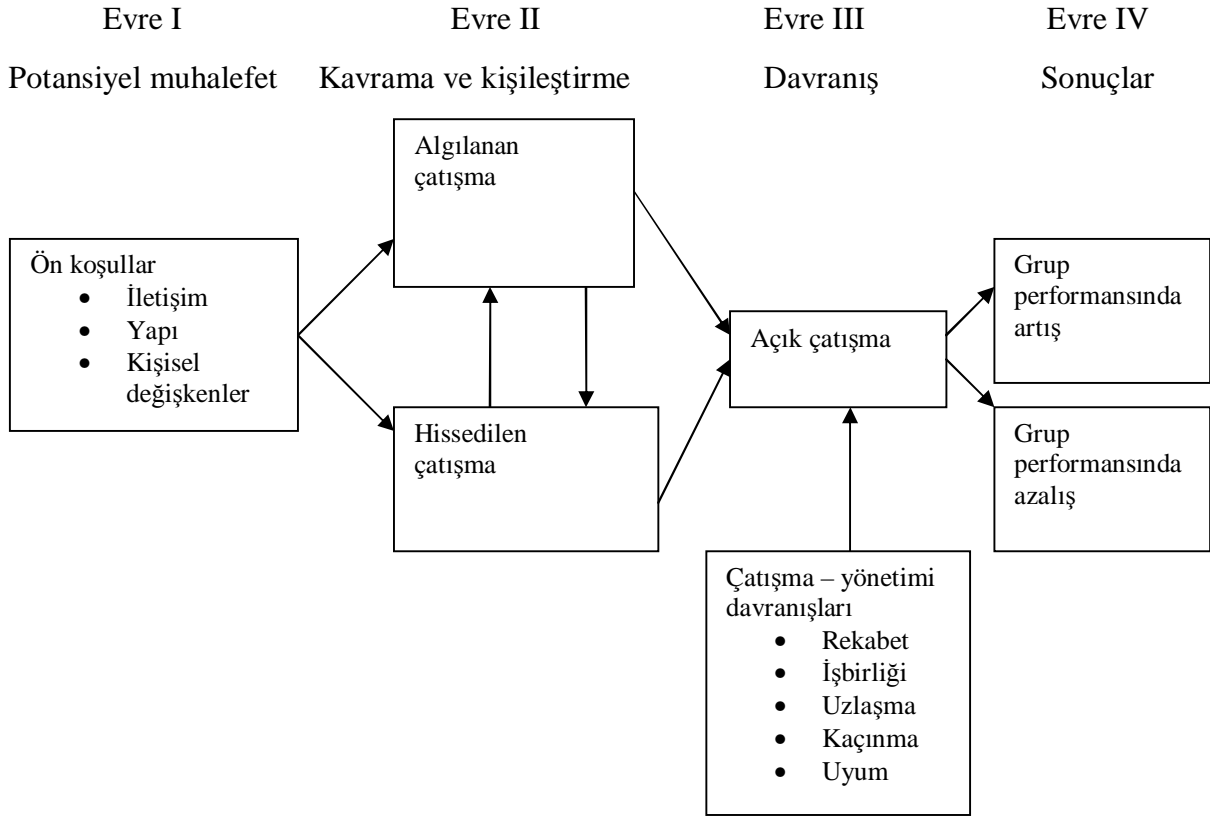 Evre I
Evre II
Evre III
Evre IV
Potansiyel muhalefet
Kavrama ve kişileştirme
Davranış
Sonuçlar
Ön koşullar
• İletişim
• Yapı
• Kişisel
değişkenler
Algılanan
çatışma
Hissedilen
çatışma
Açık çatışma
Çatışma – yönetimi
davranışları
• Rekabet
• İşbirliği
• Uzlaşma
• Kaçınma
• Uyum
Grup
performansında
artış
Grup
performansında
azalış